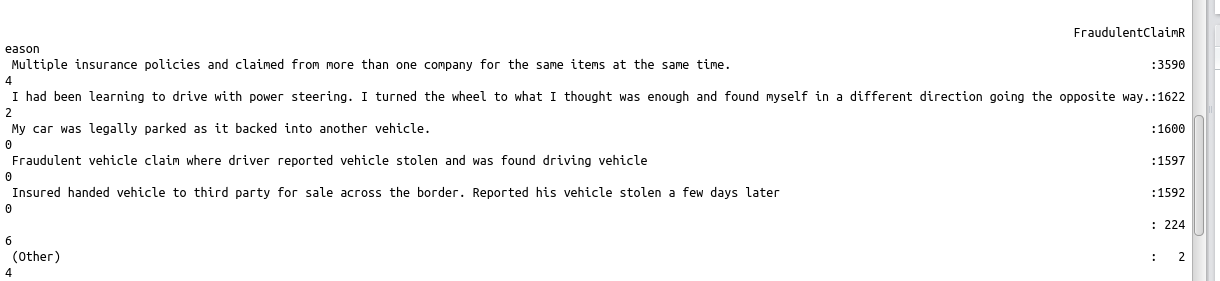 FraudulentClaimR
eason
Multiple insurance policies and claimed from more than one company for the same items at the same time. :3590
4
I had been learning to drive with power steering. I turned the wheel to what I thought was enough and found myself in a different direction going the opposite way.:1622
2
My car was legally parked as it backed into another vehicle. :1600
0
Fraudulent vehicle claim where driver reported vehicle stolen and was found driving vehicle :1597
0
Insured handed vehicle to third party for sale across the border. Reported his vehicle stolen a few days later :1592
0
: 224
6
(Other) : 2
4